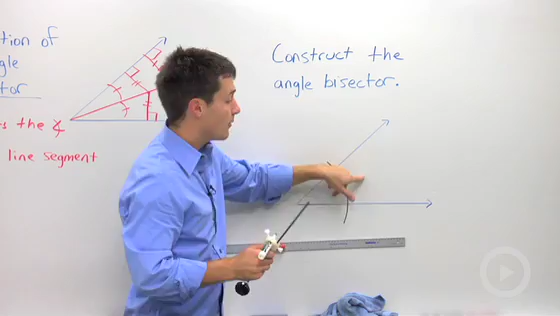 tion of
gle
tor
s the ∡
line segment
Construct the
angle bisector.